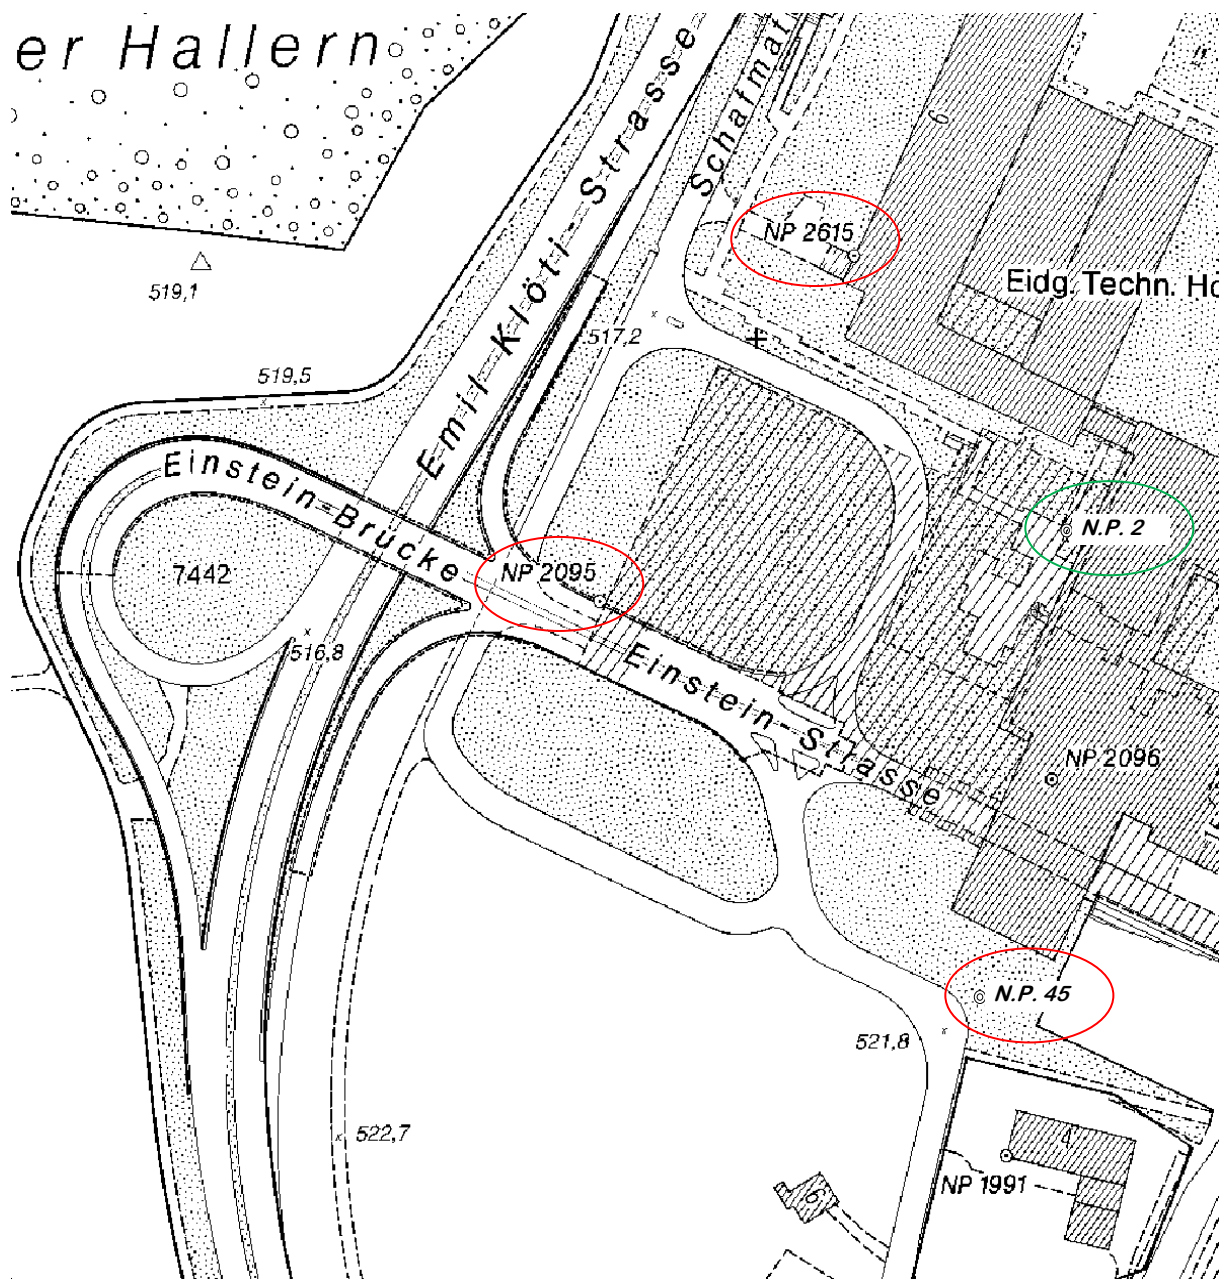 er Hallern
Emil-Klöti-Strasse
Schafmat
6
NP 2615
519,1
Eidg. Techn. Ho
517,2
519,5
Einstein-Brücke
N.P. 2
7442
NP 2095
516,8
Einstein-Strasse
NP 2096
N.P. 45
521,8
522,7
4
NP 1991
6